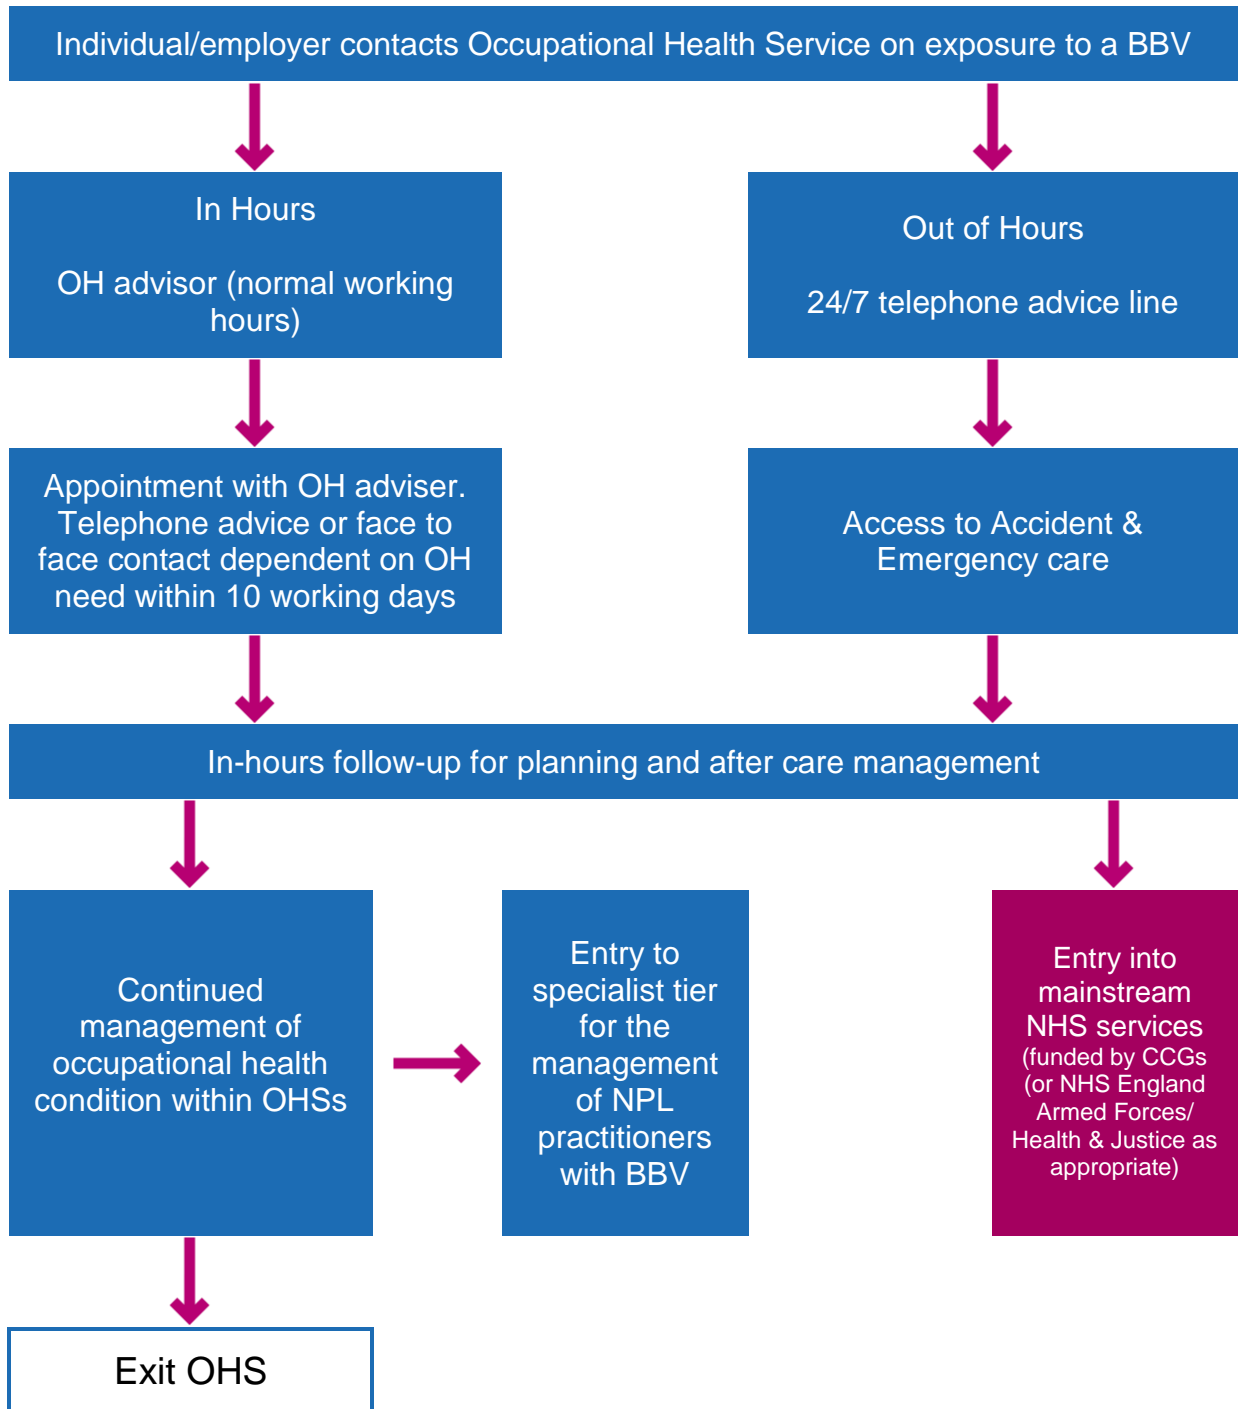 Individual/employer contacts Occupational Health Service on exposure to a BBV
In Hours
OH advisor (normal working
hours)
Out of Hours
24/7 telephone advice line
Appointment with OH adviser.
Telephone advice or face to
face contact dependent on OH
need within 10 working days
Access to Accident &
Emergency care
In-hours follow-up for planning and after care management
Continued
management of
occupational health
condition within OHSs
Entry to
specialist tier
for the
management
of NPL
practitioners
with BBV
Entry into
mainstream
NHS services
(funded by CCGs
(or NHS England
Armed Forces/
Health & Justice as
appropriate)
Exit OHS